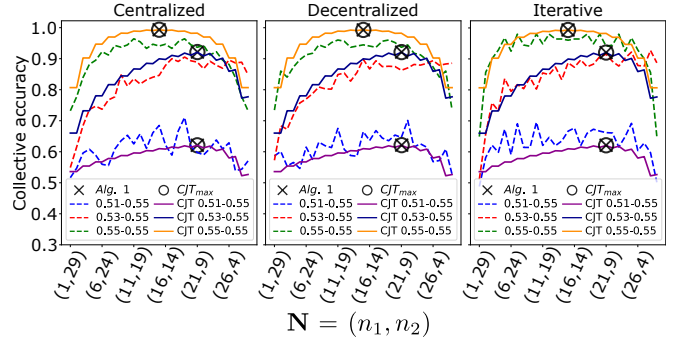 Centralized
Decentralized
Iterative
Collective accuracy
1.0
0.9
0.8
0.7
0.6
0.5
0.4
0.3
Alg. 1
CJT_max
0.51-0.55
CJT 0.51-0.55
0.53-0.55
CJT 0.53-0.55
0.55-0.55
CJT 0.55-0.55
Alg. 1
CJT_max
0.51-0.55
CJT 0.51-0.55
0.53-0.55
CJT 0.53-0.55
0.55-0.55
CJT 0.55-0.55
Alg. 1
CJT_max
0.51-0.55
CJT 0.51-0.55
0.53-0.55
CJT 0.53-0.55
0.55-0.55
CJT 0.55-0.55
(1,29)
(6,24)
(11,19)
(16,14)
(21,9)
(26,4)
(1,29)
(6,24)
(11,19)
(16,14)
(21,9)
(26,4)
(1,29)
(6,24)
(11,19)
(16,14)
(21,9)
(26,4)
N = (n₁, n₂)